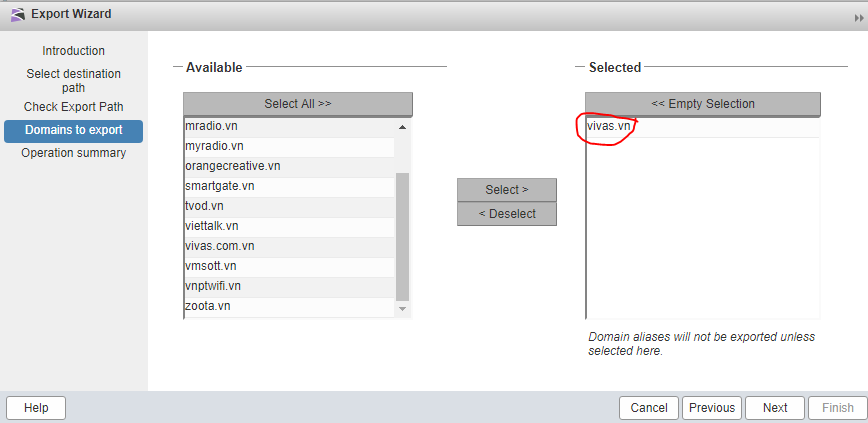 Export Wizard
Introduction
Select destination
path
Check Export Path
Domains to export
Operation summary
Available
Select All >>
mradio.vn
myradio.vn
orangecreative.vn
smartgate.vn
tvod.vn
viettalk.vn
vivas.com.vn
vmsott.vn
vnptwifi.vn
zoota.vn
Select >
< Deselect
Selected
<< Empty Selection
vivas.vn
Domain aliases will not be exported unless
selected here.
Help
Cancel
Previous
Next
Finish